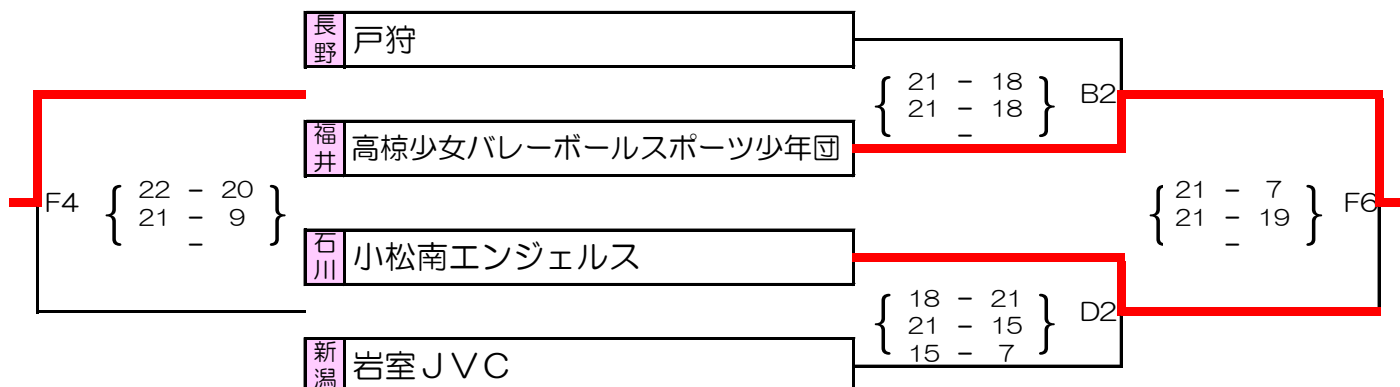 長野 戸狩
21 - 18
21 - 18
-
B2
福井 高椋少女バレーボールスポーツ少年団
F4
22 - 20
21 - 9
-
21 - 7
21 - 19
-
F6
石川 小松南エンジェルス
18 - 21
21 - 15
15 - 7
D2
新潟 岩室JVC